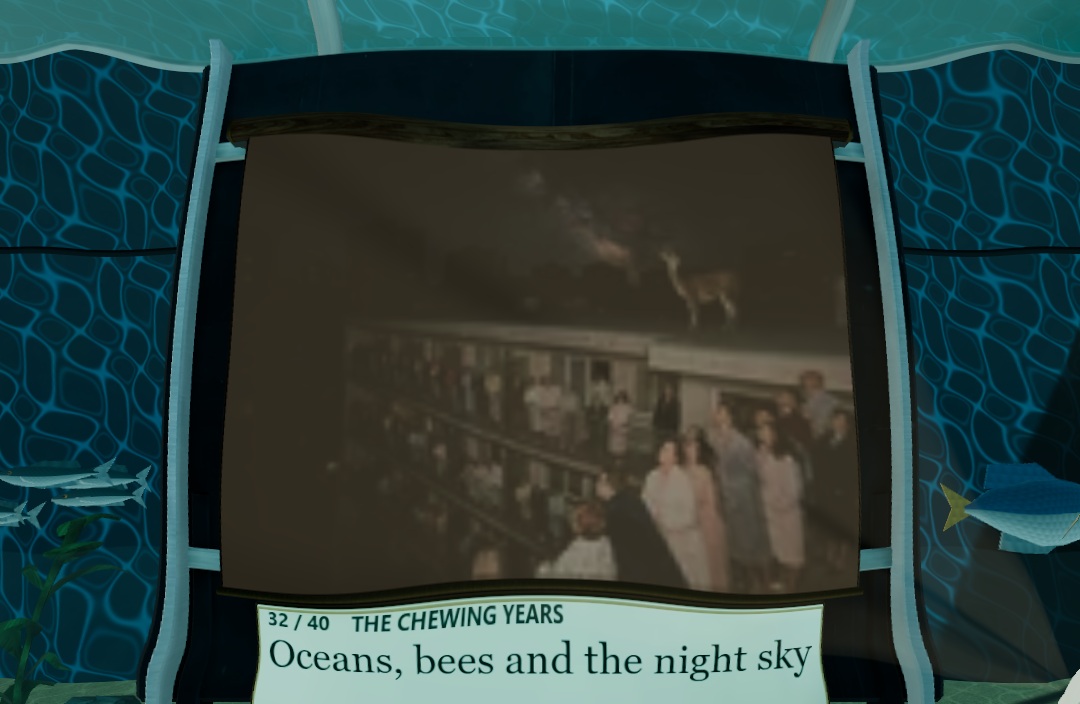 32 / 40 THE CHEWING YEARS
Oceans, bees and the night sky